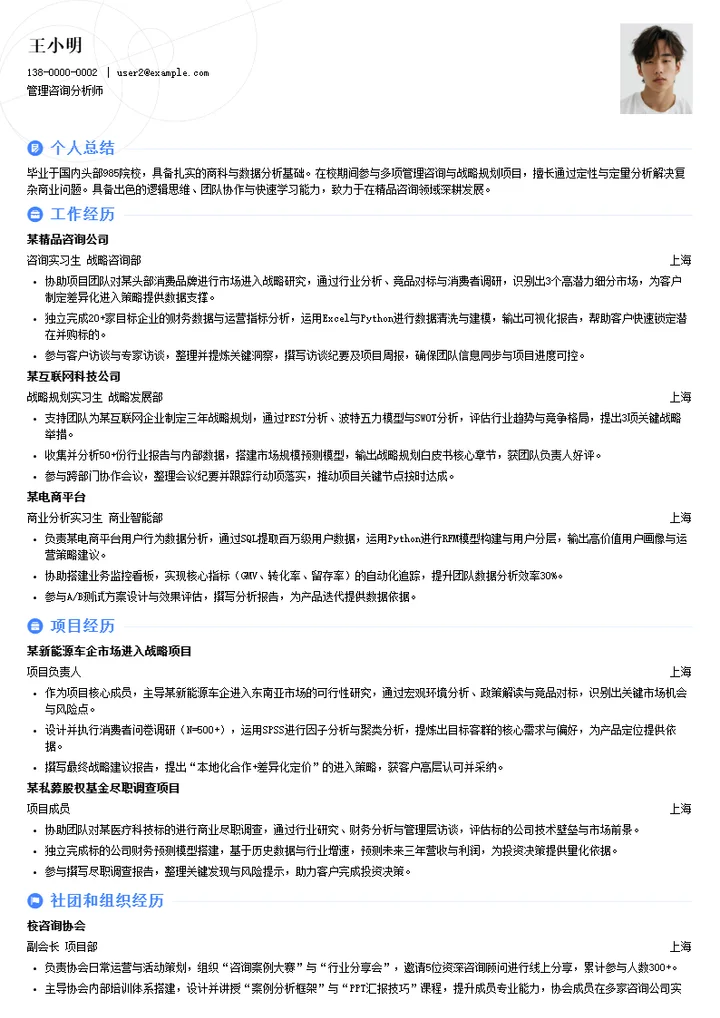 王小明
138-0000-0002 | user2@example.com
管理咨询分析师
个人总结
毕业于国内头部985院校，具备扎实的商科与数据分析基础。在校期间参与多项管理咨询与战略规划项目，擅长通过定性与定量分析解决复
杂商业问题。具备出色的逻辑思维、团队协作与快速学习能力，致力于在精品咨询领域深耕发展。
工作经历
某精品咨询公司
咨询实习生 战略咨询部 上海
• 协助项目团队对某头部消费品牌进行市场进入战略研究，通过行业分析、竞品对标与消费者调研，识别出3个高潜力细分市场，为客户
制定差异化进入策略提供数据支撑。
• 独立完成20+家目标企业的财务数据与运营指标分析，运用Excel与Python进行数据清洗与建模，输出可视化报告，帮助客户快速锁定潜
在并购标的。
• 参与客户访谈与专家访谈，整理并提炼关键洞察，撰写访谈纪要及项目周报，确保团队信息同步与项目进度可控。
某互联网科技公司
战略规划实习生 战略发展部 上海
• 支持团队为某互联网企业制定三年战略规划，通过PEST分析、波特五力模型与SWOT分析，评估行业趋势与竞争格局，提出3项关键战略
举措。
• 收集并分析50+份行业报告与内部数据，搭建市场规模预测模型，输出战略规划白皮书核心章节，获团队负责人好评。
• 参与跨部门协作会议，整理会议纪要并跟踪行动项落实，推动项目关键节点按时达成。
某电商平台
商业分析实习生 商业智能部 上海
• 负责某电商平台用户行为数据分析，通过SQL提取百万级用户数据，运用Python进行RFM模型构建与用户分层，输出高价值用户画像与运
营策略建议。
• 协助搭建业务监控看板，实现核心指标（GMV、转化率、留存率）的自动化追踪，提升团队数据分析效率30%。
• 参与A/B测试方案设计与效果评估，撰写分析报告，为产品迭代提供数据依据。
项目经历
某新能源车企市场进入战略项目
项目负责人 上海
• 作为项目核心成员，主导某新能源车企进入东南亚市场的可行性研究，通过宏观环境分析、政策解读与竞品对标，识别出关键市场机会
与风险点。
• 设计并执行消费者问卷调研（N=500+），运用SPSS进行因子分析与聚类分析，提炼出目标客群的核心需求与偏好，为产品定位提供依
据。
• 撰写最终战略建议报告，提出“本地化合作+差异化定价”的进入策略，获客户高层认可并采纳。
某私募股权基金尽职调查项目
项目成员 上海
• 协助团队对某医疗科技标的进行商业尽职调查，通过行业研究、财务分析与管理层访谈，评估标的公司技术壁垒与市场前景。
• 独立完成标的公司财务预测模型搭建，基于历史数据与行业增速，预测未来三年营收与利润，为投资决策提供量化依据。
• 参与撰写尽职调查报告，整理关键发现与风险提示，助力客户完成投资决策。
社团和组织经历
校咨询协会
副会长 项目部 上海
• 负责协会日常运营与活动策划，组织“咨询案例大赛”与“行业分享会”，邀请5位资深咨询顾问进行线上分享，累计参与人数300+。
• 主导协会内部培训体系搭建，设计并讲授“案例分析框架”与“PPT汇报技巧”课程，提升成员专业能力，协会成员在多家咨询公司实